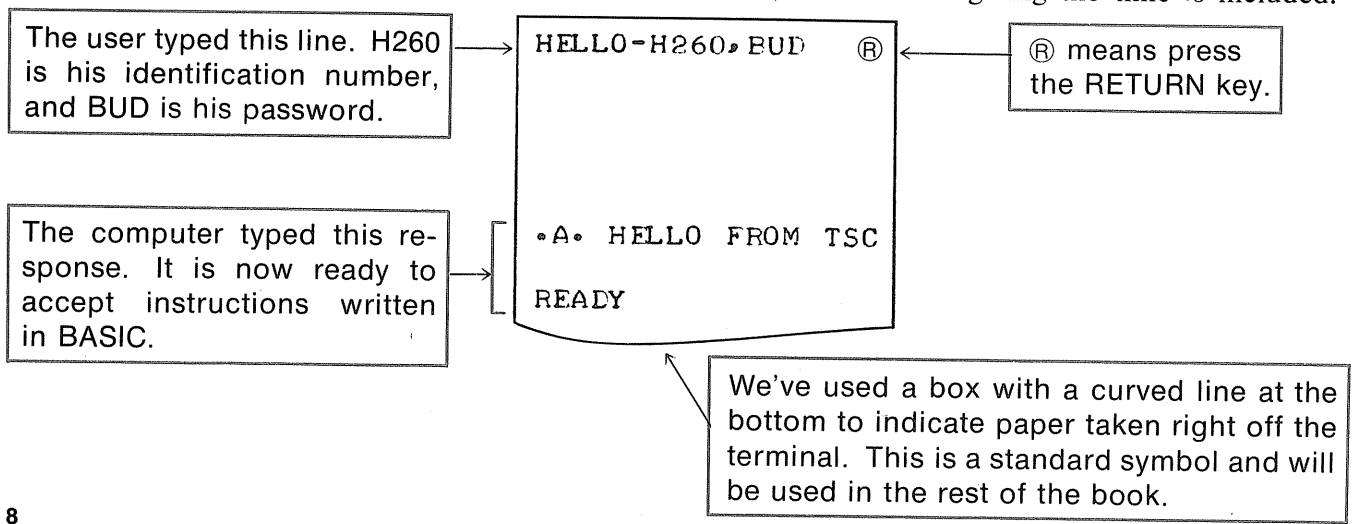 time is included.
The user typed this line. H260
is his identification number,
and BUD is his password.
HELLO-H260,BUD Ⓡ
Ⓡ means press
the RETURN key.
The computer typed this re-
sponse. It is now ready to
accept instructions written
in BASIC.
.A. HELLO FROM TSC
READY
We've used a box with a curved line at the
bottom to indicate paper taken right off the
terminal. This is a standard symbol and will
be used in the rest of the book.
8